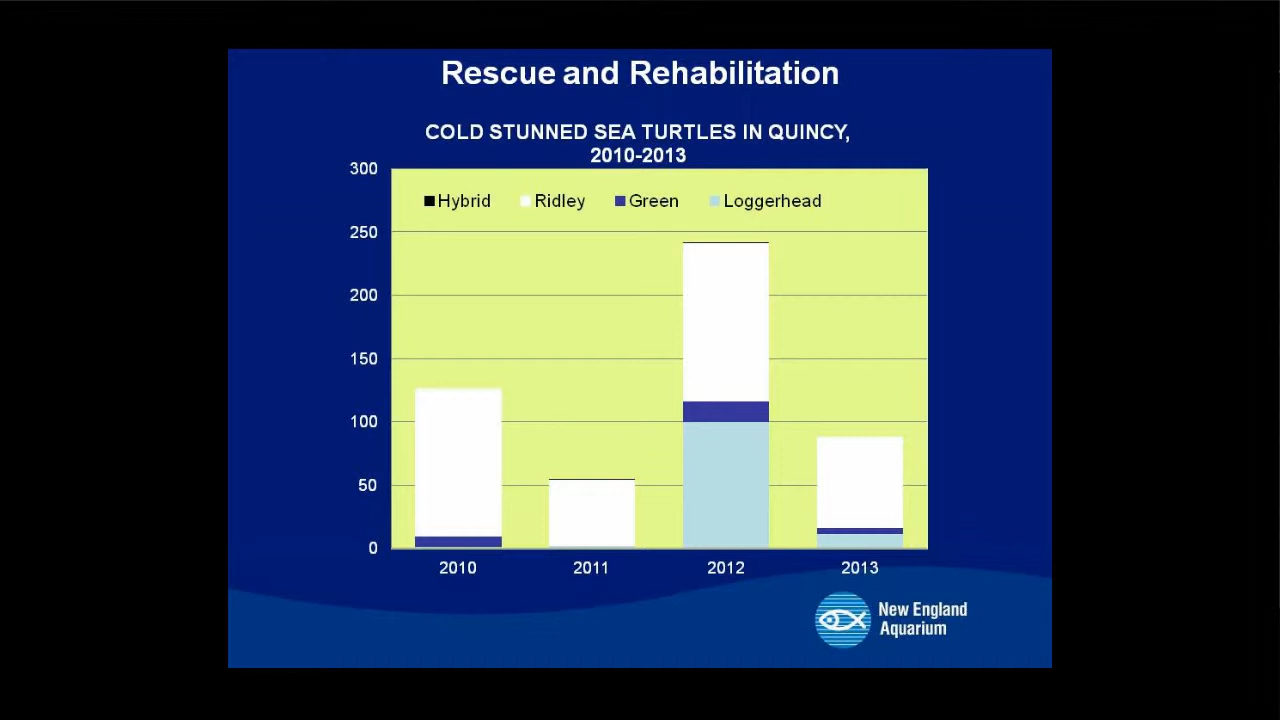 Rescue and Rehabilitation
COLD STUNNED SEA TURTLES IN QUINCY,
2010-2013
300
Hybrid Ridley Green Loggerhead
250
200
150
100
50
0
2010 2011 2012 2013
New England
Aquarium